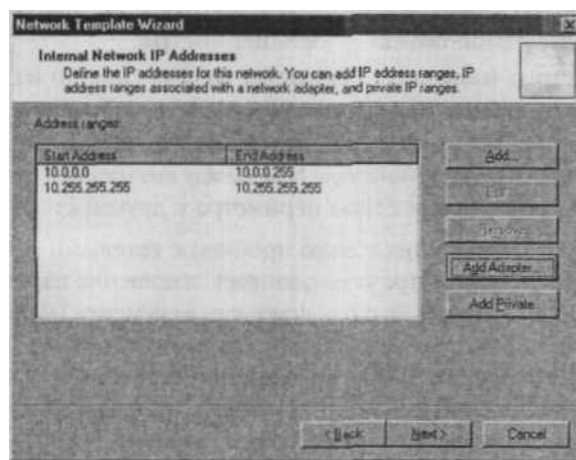 Network Template Wizard
Internal Network IP Addresses
Define the IP addresses for this network. You can add IP address ranges, IP
address ranges associated with a network adapter, and private IP ranges.
Address ranges:
Start Address End Address
10.0.0.0 10.0.0.255
10.255.255.255 10.255.255.255
Add...
Remove
Add Adapter...
Add Private
< Back Next > Cancel